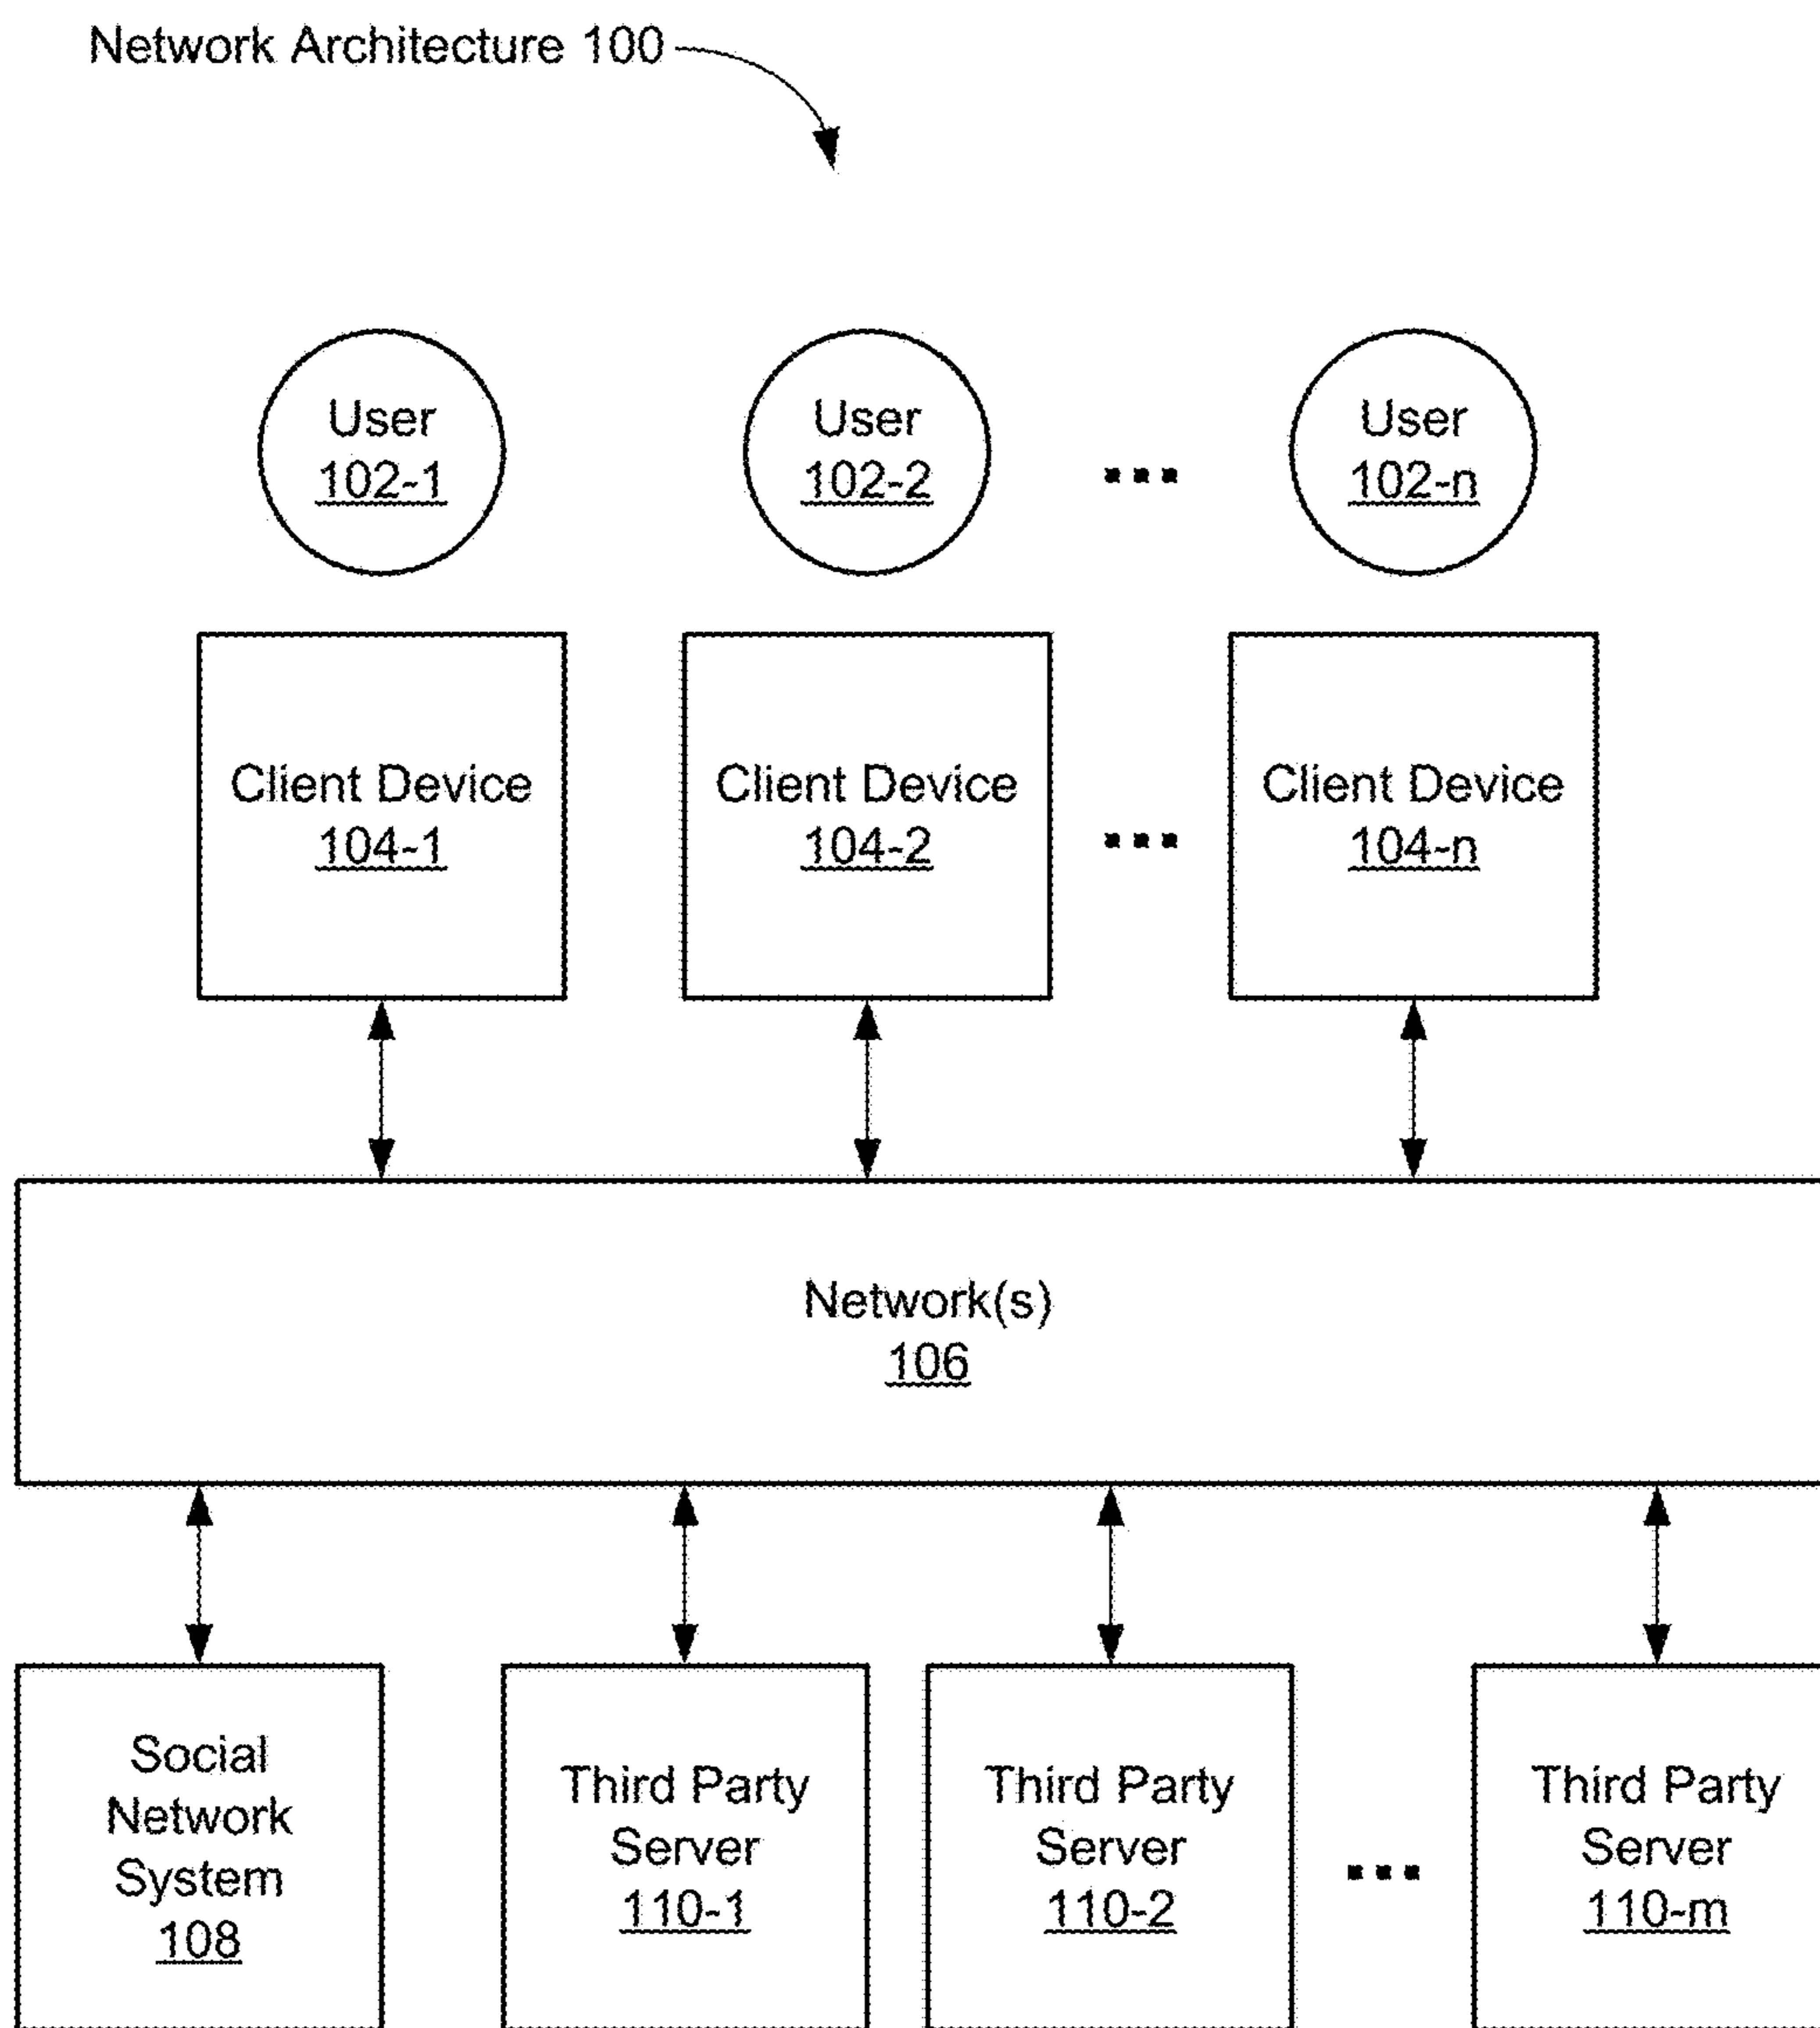 Network Architecture 100
User
102-1
User
102-2
...
User
102-n
Client Device
104-1
Client Device
104-2
...
Client Device
104-n
Network(s)
106
Social
Network
System
108
Third Party
Server
110-1
Third Party
Server
110-2
...
Third Party
Server
110-m